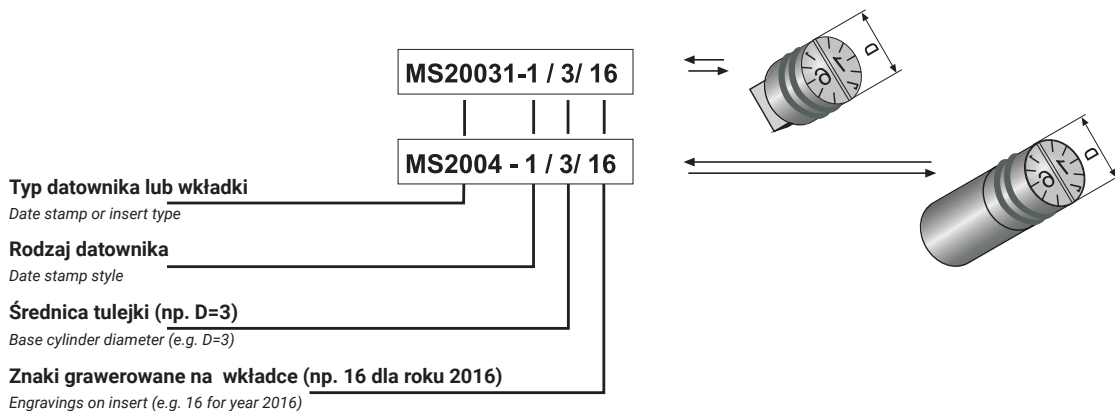 MS20031-1 / 3/ 16
MS2004 - 1 / 3/ 16
Typ datownika lub wkładki
Date stamp or insert type
Rodzaj datownika
Date stamp style
Średnica tulejki (np. D=3)
Base cylinder diameter (e.g. D=3)
Znaki grawerowane na wkładce (np. 16 dla roku 2016)
Engravings on insert (e.g. 16 for year 2016)
D
D